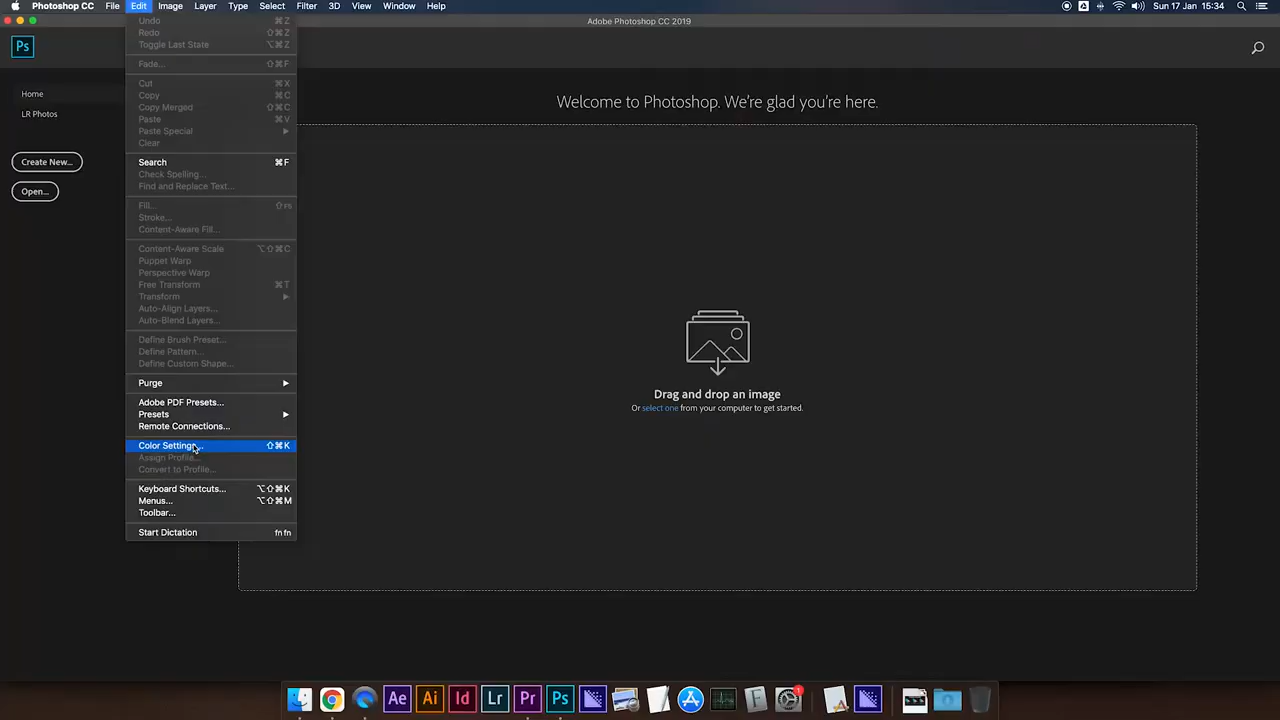 Photoshop CC File Edit Image Layer Type Select Filter 3D View Window Help Sun 17 Jan 15:34
Adobe Photoshop CC 2019
Ps
Home
LR Photos
Create New...
Open...
Undo ⌘Z
Redo ⇧⌘Z
Toggle Last State ⌥⌘Z
Fade... ⇧⌘F
Cut ⌘X
Copy ⌘C
Copy Merged ⇧⌘C
Paste ⌘V
Paste Special
Clear
Search ⌘F
Check Spelling...
Find and Replace Text...
Fill... ⇧F5
Stroke...
Content-Aware Fill...
Content-Aware Scale ⌥⇧⌘C
Puppet Warp
Perspective Warp
Free Transform ⌘T
Transform
Auto-Align Layers...
Auto-Blend Layers...
Define Brush Preset...
Define Pattern...
Define Custom Shape...
Purge
Adobe PDF Presets...
Presets
Remote Connections...
Color Settings... ⇧⌘K
Assign Profile...
Convert to Profile...
Keyboard Shortcuts... ⌥⇧⌘K
Menus... ⌥⇧⌘M
Toolbar...
Start Dictation fn fn
Welcome to Photoshop. We're glad you're here.
Drag and drop an image
Or select one from your computer to get started.
Ae Ai Id Lr Pr Ps 1